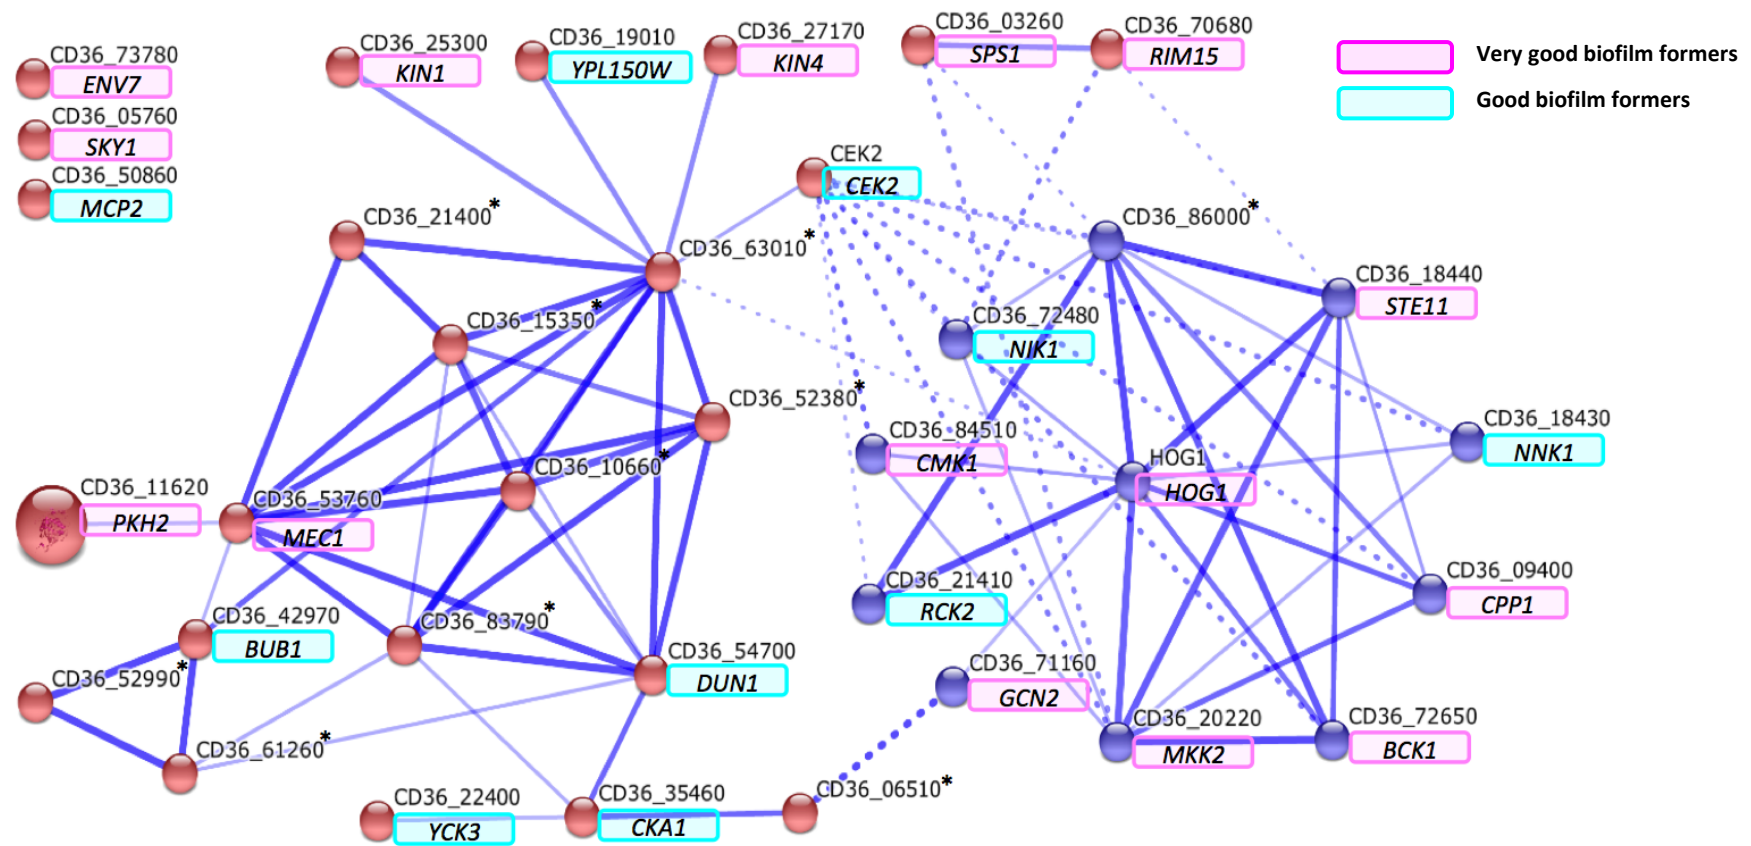 CD36_73780
ENV7
CD36_05760
SKY1
CD36_50860
MCP2
CD36_25300
KIN1
CD36_19010
YPL150W
CD36_27170
KIN4
CD36_03260
SPS1
CD36_70680
RIM15
Very good biofilm formers
Good biofilm formers
CEK2
CEK2
CD36_21400*
CD36_63010*
CD36_86000*
CD36_15350*
CD36_72480
NIK1
CD36_18440
STE11
CD36_52380*
CD36_84510
CMK1
CD36_18430
NNK1
CD36_10660*
HOG1
HOG1
CD36_11620
PKH2
CD36_53760
MEC1
CD36_21410
RCK2
CD36_09400
CPP1
CD36_42970
BUB1
CD36_83790*
CD36_54700
DUN1
CD36_52990*
CD36_71160
GCN2
CD36_20220
MKK2
CD36_72650
BCK1
CD36_61260*
CD36_22400
YCK3
CD36_35460
CKA1
CD36_06510*